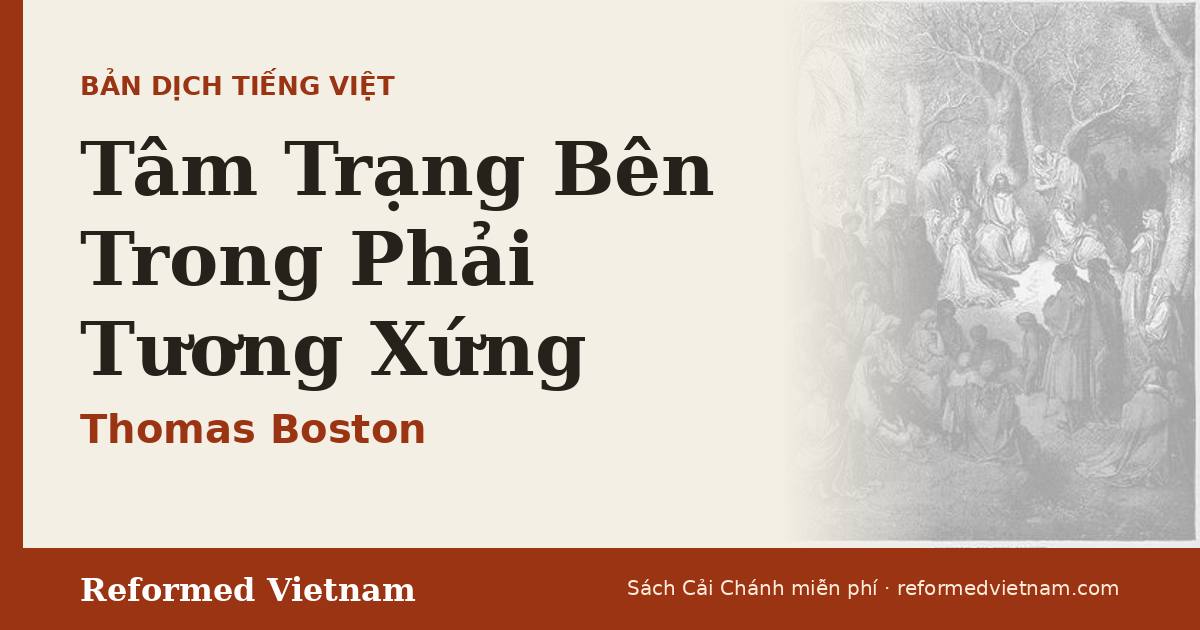 BẢN DỊCH TIẾNG VIỆT
Tâm Trạng Bên
Trong Phải
Tương Xứng
Thomas Boston
Reformed Vietnam
Sách Cải Chánh miễn phí · reformedvietnam.com